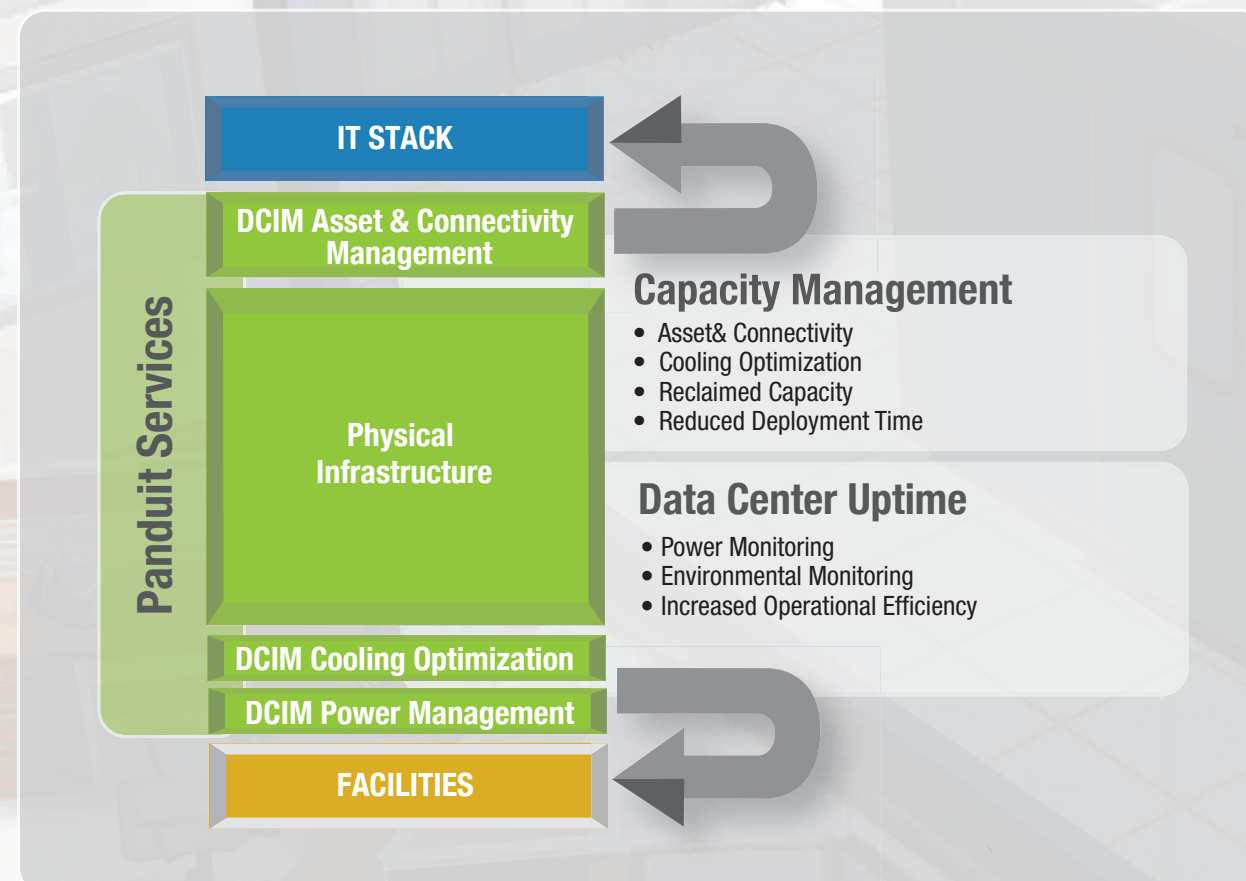 IT STACK
DCIM Asset & Connectivity
Management
Panduit Services
Physical
Infrastructure
DCIM Cooling Optimization
DCIM Power Management
FACILITIES
Capacity Management
• Asset& Connectivity
• Cooling Optimization
• Reclaimed Capacity
• Reduced Deployment Time
Data Center Uptime
• Power Monitoring
• Environmental Monitoring
• Increased Operational Efficiency